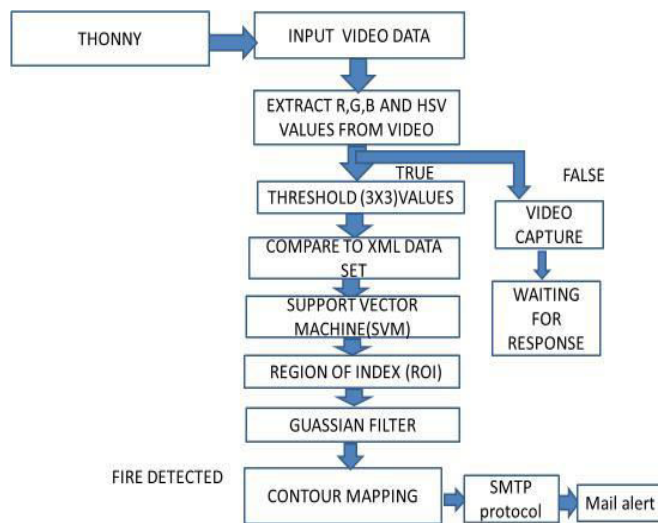 THONNY
INPUT VIDEO DATA
EXTRACT R,G,B AND HSV
VALUES FROM VIDEO
TRUE
FALSE
THRESHOLD (3X3)VALUES
VIDEO
CAPTURE
COMPARE TO XML DATA
SET
WAITING
FOR
RESPONSE
SUPPORT VECTOR
MACHINE(SVM)
REGION OF INDEX (ROI)
GUASSIAN FILTER
FIRE DETECTED
CONTOUR MAPPING
SMTP
protocol
Mail alert